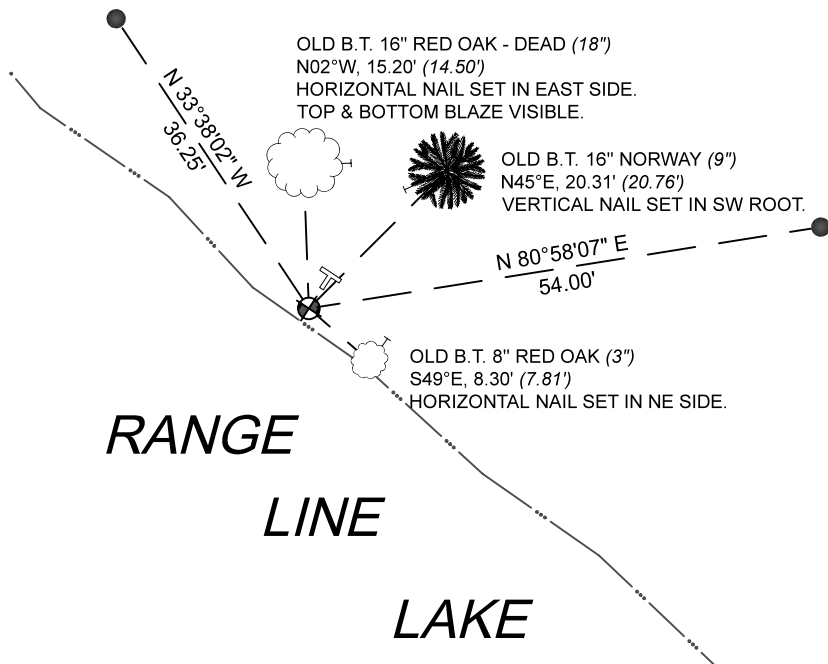 OLD B.T. 16" RED OAK - DEAD (18")
N02°W, 15.20' (14.50')
HORIZONTAL NAIL SET IN EAST SIDE.
TOP & BOTTOM BLAZE VISIBLE.
N 33°38'02" W
36.25'
OLD B.T. 16" NORWAY (9")
N45°E, 20.31' (20.76')
VERTICAL NAIL SET IN SW ROOT.
N 80°58'07" E
54.00'
OLD B.T. 8" RED OAK (3")
S49°E, 8.30' (7.81')
HORIZONTAL NAIL SET IN NE SIDE.
RANGE
LINE
LAKE